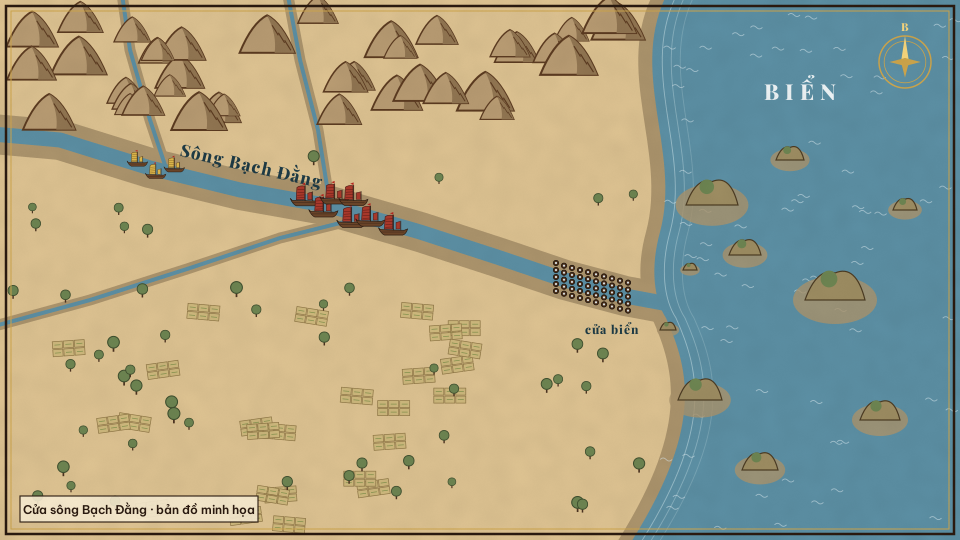 B
BIỂN
Sông Bạch Đằng
cửa biển
Cửa sông Bạch Đằng · bản đồ minh họa